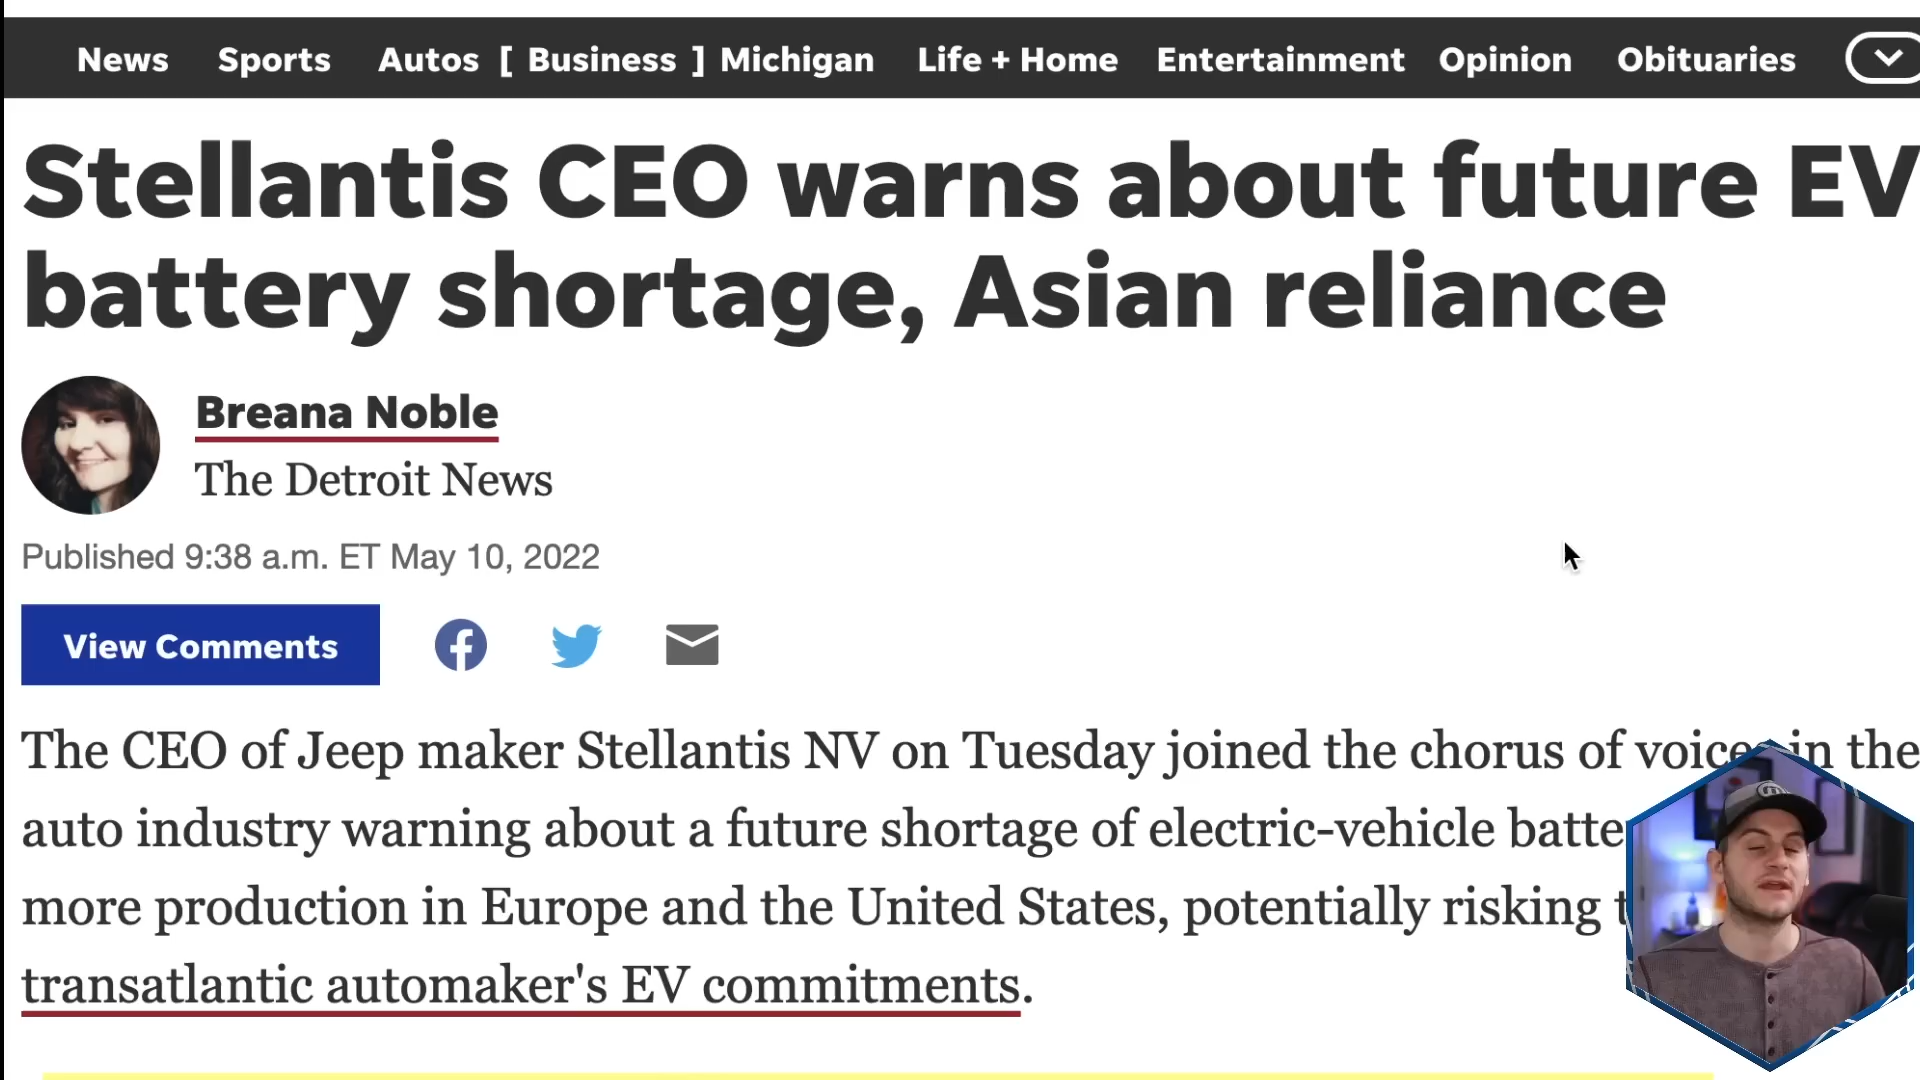 News Sports Autos [ Business ] Michigan Life + Home Entertainment Opinion Obituaries
Stellantis CEO warns about future EV
battery shortage, Asian reliance
Breana Noble
The Detroit News
Published 9:38 a.m. ET May 10, 2022
View Comments
The CEO of Jeep maker Stellantis NV on Tuesday joined the chorus of voices in the
auto industry warning about a future shortage of electric-vehicle
more production in Europe and the United States, potentially risking
transatlantic automaker's EV commitments.